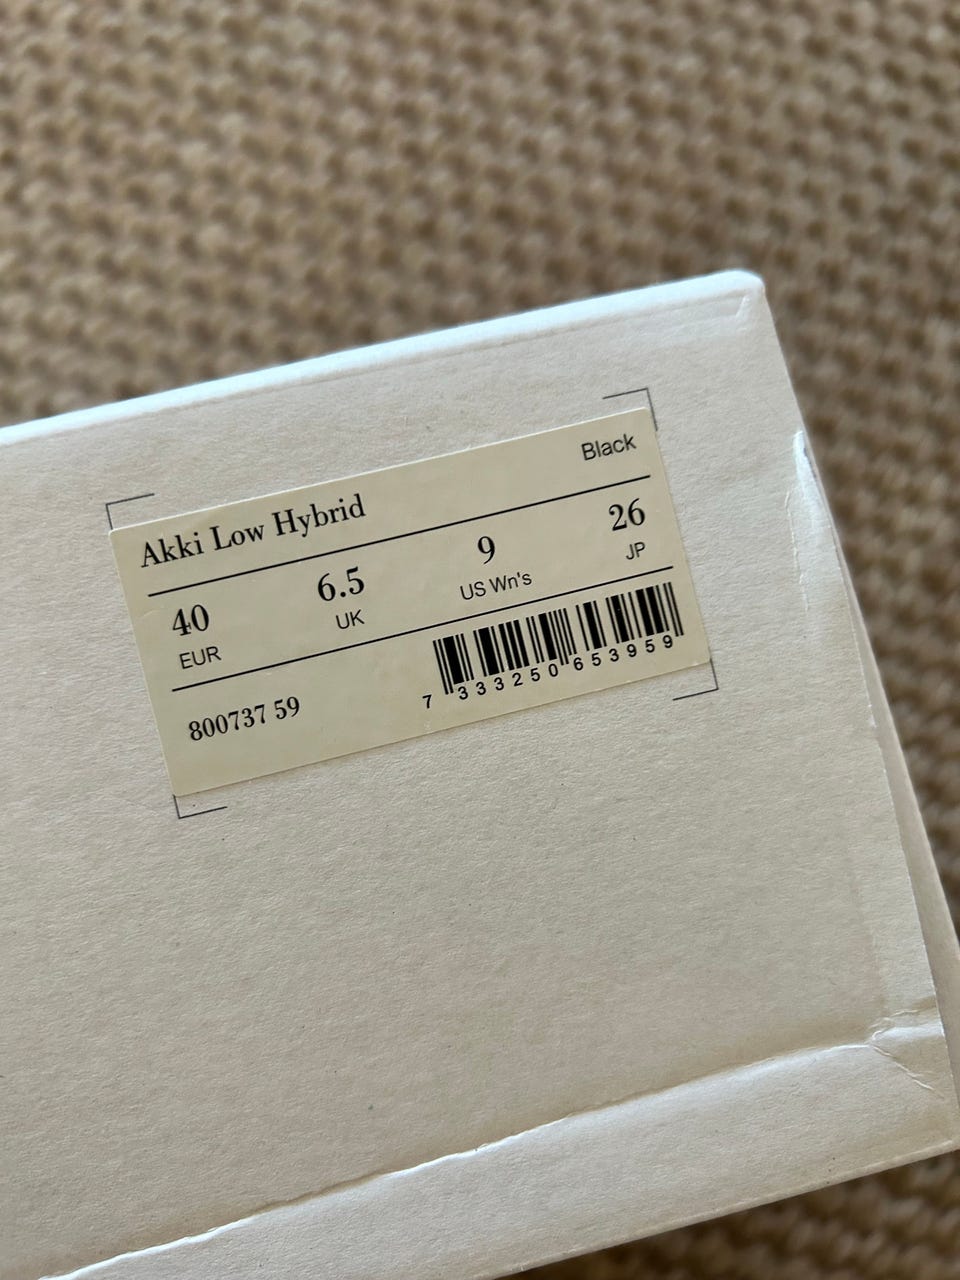 Black
Akki Low Hybrid
40 6.5 9 26
EUR UK US Wn's JP
800737 59
7 333250 653959